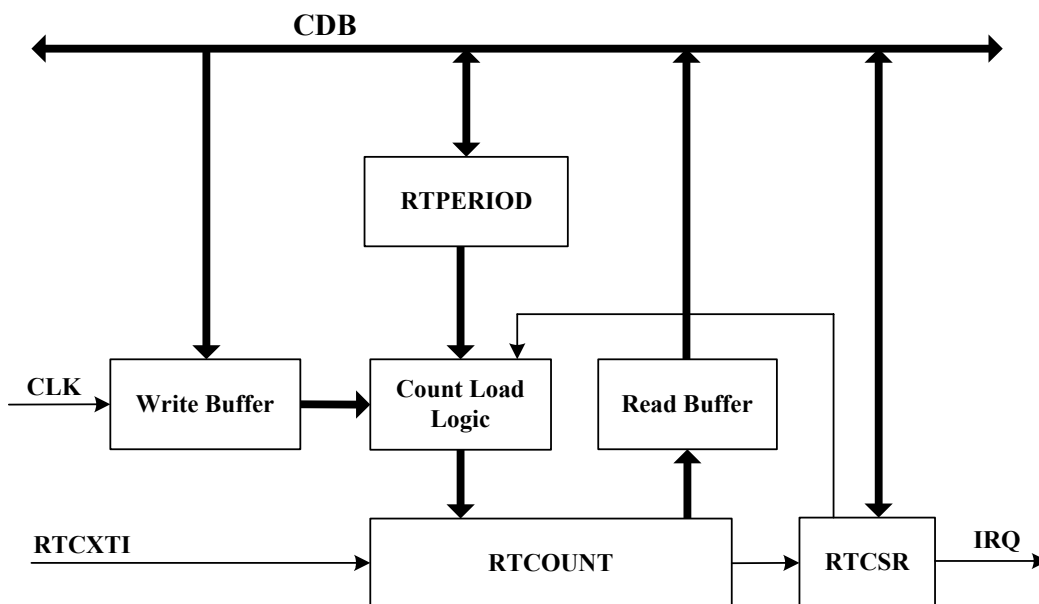 CDB
RTPERIOD
CLK
Write Buffer
Count Load
Logic
Read Buffer
RTCXTI
RTCOUNT
RTCSR
IRQ